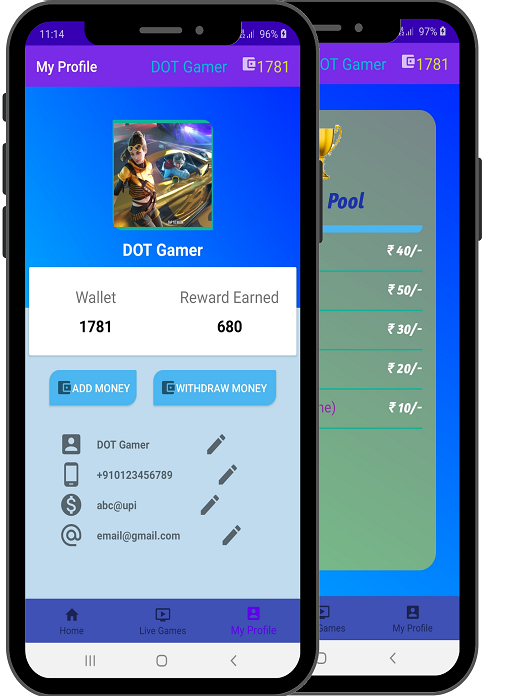 11:14
96%
My Profile
DOT Gamer
1781
DOT Gamer
Wallet
Reward Earned
1781
680
ADD MONEY
WITHDRAW MONEY
DOT Gamer
+910123456789
abc@upi
email@gmail.com
Home
Live Games
My Profile
97%
OT Gamer
1781
Pool
₹ 40/-
₹ 50/-
₹ 30/-
₹ 20/-
ne) ₹ 10/-
Games
My Profile